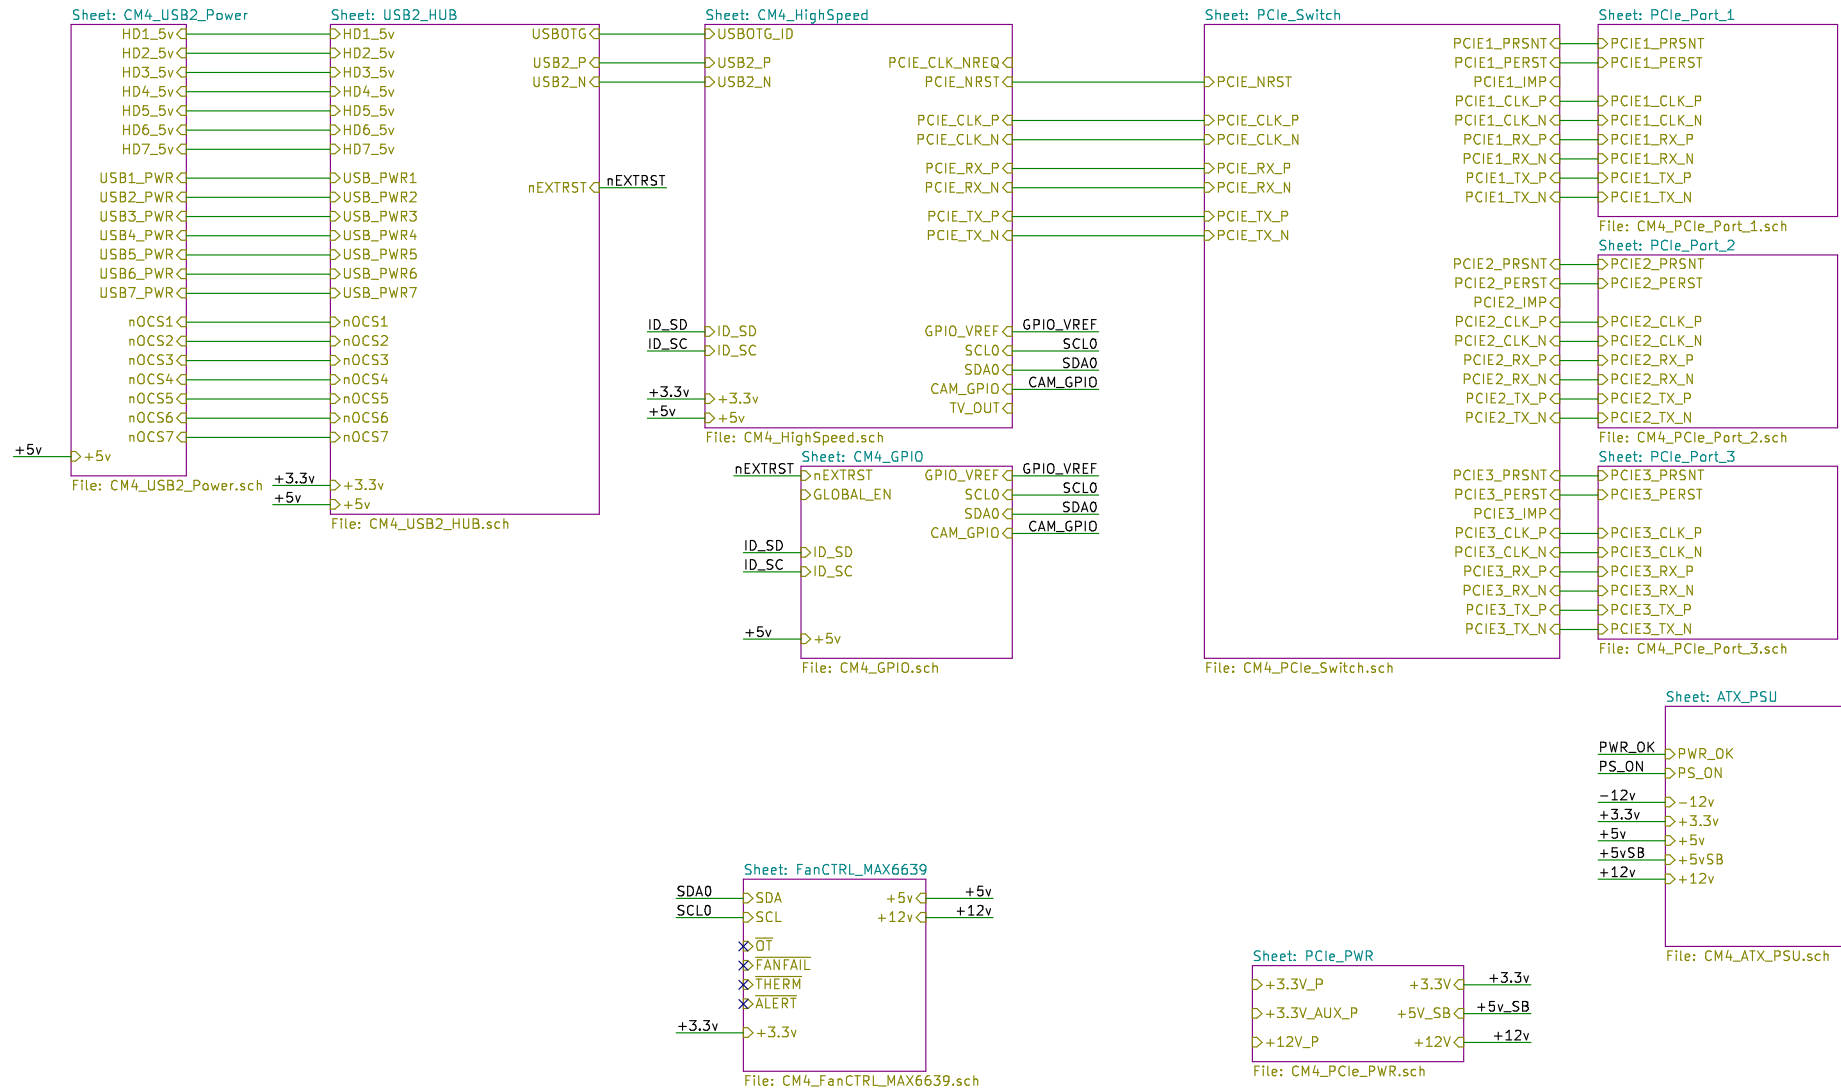 Sheet: CM4_USB2_Power
HD1_5v
HD2_5v
HD3_5v
HD4_5v
HD5_5v
HD6_5v
HD7_5v
USB1_PWR
USB2_PWR
USB3_PWR
USB4_PWR
USB5_PWR
USB6_PWR
USB7_PWR
nOCS1
nOCS2
nOCS3
nOCS4
nOCS5
nOCS6
nOCS7
+5v
+5v
File: CM4_USB2_Power.sch
Sheet: USB2_HUB
HD1_5v
HD2_5v
HD3_5v
HD4_5v
HD5_5v
HD6_5v
HD7_5v
USB_PWR1
USB_PWR2
USB_PWR3
USB_PWR4
USB_PWR5
USB_PWR6
USB_PWR7
nOCS1
nOCS2
nOCS3
nOCS4
nOCS5
nOCS6
nOCS7
+3.3v
+3.3v
+5v
+5v
USBOTG
USB2_P
USB2_N
nEXTRST
nEXTRST
File: CM4_USB2_HUB.sch
Sheet: CM4_HighSpeed
USBOTG_ID
USB2_P
USB2_N
ID_SD
ID_SD
ID_SC
ID_SC
+3.3v
+3.3v
+5v
+5v
PCIE_CLK_NREQ
PCIE_NRST
PCIE_CLK_P
PCIE_CLK_N
PCIE_RX_P
PCIE_RX_N
PCIE_TX_P
PCIE_TX_N
GPIO_VREF
GPIO_VREF
SCL0
SCL0
SDA0
SDA0
CAM_GPIO
CAM_GPIO
TV_OUT
File: CM4_HighSpeed.sch
Sheet: CM4_GPIO
nEXTRST
nEXTRST
GLOBAL_EN
ID_SD
ID_SD
ID_SC
ID_SC
+5v
+5v
GPIO_VREF
GPIO_VREF
SCL0
SCL0
SDA0
SDA0
CAM_GPIO
CAM_GPIO
File: CM4_GPIO.sch
Sheet: PCIe_Switch
PCIE_NRST
PCIE_CLK_P
PCIE_CLK_N
PCIE_RX_P
PCIE_RX_N
PCIE_TX_P
PCIE_TX_N
PCIE1_PRSNT
PCIE1_PERST
PCIE1_IMP
PCIE1_CLK_P
PCIE1_CLK_N
PCIE1_RX_P
PCIE1_RX_N
PCIE1_TX_P
PCIE1_TX_N
PCIE2_PRSNT
PCIE2_PERST
PCIE2_IMP
PCIE2_CLK_P
PCIE2_CLK_N
PCIE2_RX_P
PCIE2_RX_N
PCIE2_TX_P
PCIE2_TX_N
PCIE3_PRSNT
PCIE3_PERST
PCIE3_IMP
PCIE3_CLK_P
PCIE3_CLK_N
PCIE3_RX_P
PCIE3_RX_N
PCIE3_TX_P
PCIE3_TX_N
File: CM4_PCIe_Switch.sch
Sheet: PCIe_Port_1
PCIE1_PRSNT
PCIE1_PERST
PCIE1_CLK_P
PCIE1_CLK_N
PCIE1_RX_P
PCIE1_RX_N
PCIE1_TX_P
PCIE1_TX_N
File: CM4_PCIe_Port_1.sch
Sheet: PCIe_Port_2
PCIE2_PRSNT
PCIE2_PERST
PCIE2_CLK_P
PCIE2_CLK_N
PCIE2_RX_P
PCIE2_RX_N
PCIE2_TX_P
PCIE2_TX_N
File: CM4_PCIe_Port_2.sch
Sheet: PCIe_Port_3
PCIE3_PRSNT
PCIE3_PERST
PCIE3_CLK_P
PCIE3_CLK_N
PCIE3_RX_P
PCIE3_RX_N
PCIE3_TX_P
PCIE3_TX_N
File: CM4_PCIe_Port_3.sch
Sheet: ATX_PSU
PWR_OK
PWR_OK
PS_ON
PS_ON
-12v
-12v
+3.3v
+3.3v
+5v
+5v
+5vSB
+5vSB
+12v
+12v
File: CM4_ATX_PSU.sch
Sheet: FanCTRL_MAX6639
SDA0
SDA
SCL0
SCL
OT
FANFAIL
THERM
ALERT
+3.3v
+3.3v
+5v
+5v
+12v
+12v
File: CM4_FanCTRL_MAX6639.sch
Sheet: PCIe_PWR
+3.3V_P
+3.3V_AUX_P
+12V_P
+3.3V
+3.3v
+5V_SB
+5v_SB
+12V
+12v
File: CM4_PCIe_PWR.sch